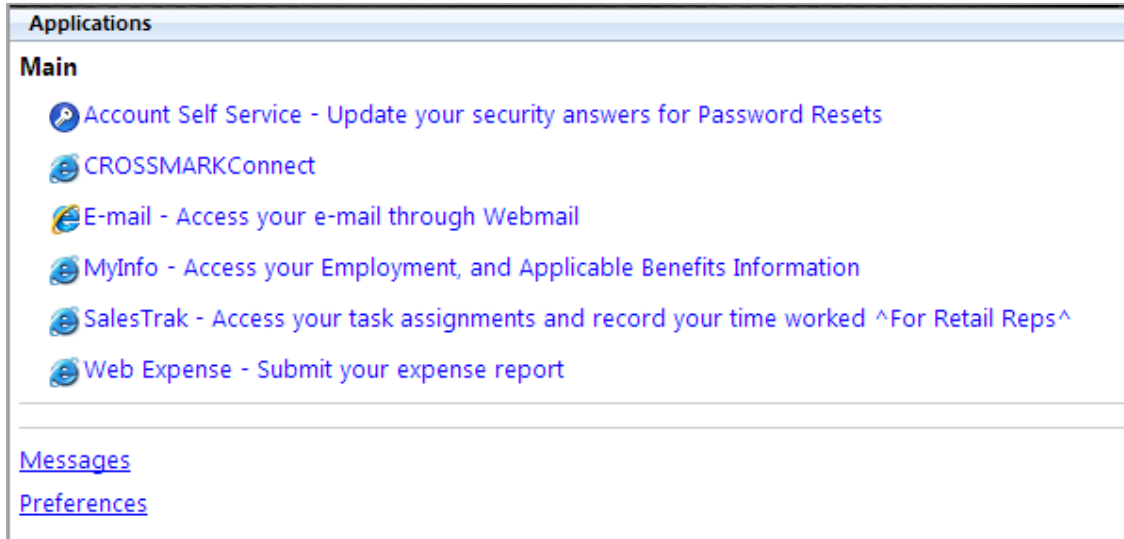 Applications
Main
Account Self Service - Update your security answers for Password Resets
CROSSMARKConnect
E-mail - Access your e-mail through Webmail
MyInfo - Access your Employment, and Applicable Benefits Information
SalesTrak - Access your task assignments and record your time worked ^For Retail Reps^
Web Expense - Submit your expense report
Messages
Preferences